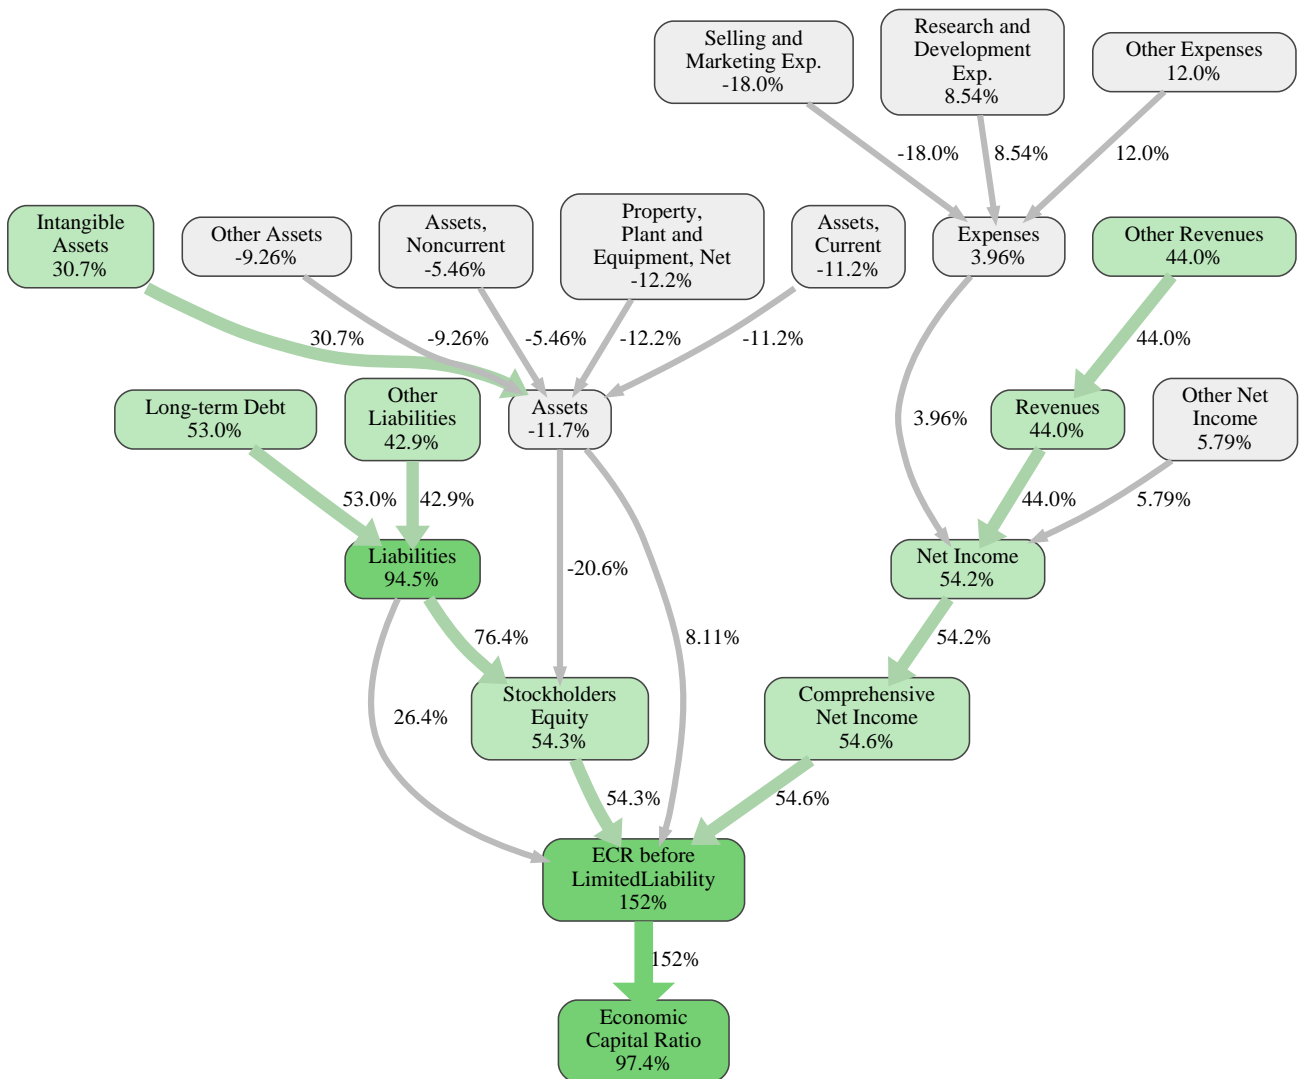 Selling and
Marketing Exp.
-18.0%
Research and
Development
Exp.
8.54%
Other Expenses
12.0%
-18.0%
8.54%
12.0%
Intangible
Assets
30.7%
Other Assets
-9.26%
Assets,
Noncurrent
-5.46%
Property,
Plant and
Equipment, Net
-12.2%
Assets,
Current
-11.2%
Expenses
3.96%
Other Revenues
44.0%
30.7%
-9.26%
-5.46%
-12.2%
-11.2%
44.0%
Long-term Debt
53.0%
Other
Liabilities
42.9%
Assets
-11.7%
3.96%
Revenues
44.0%
Other Net
Income
5.79%
53.0%
42.9%
44.0%
5.79%
Liabilities
94.5%
-20.6%
Net Income
54.2%
76.4%
8.11%
54.2%
26.4%
Stockholders
Equity
54.3%
Comprehensive
Net Income
54.6%
54.3%
54.6%
ECR before
LimitedLiability
152%
152%
Economic
Capital Ratio
97.4%